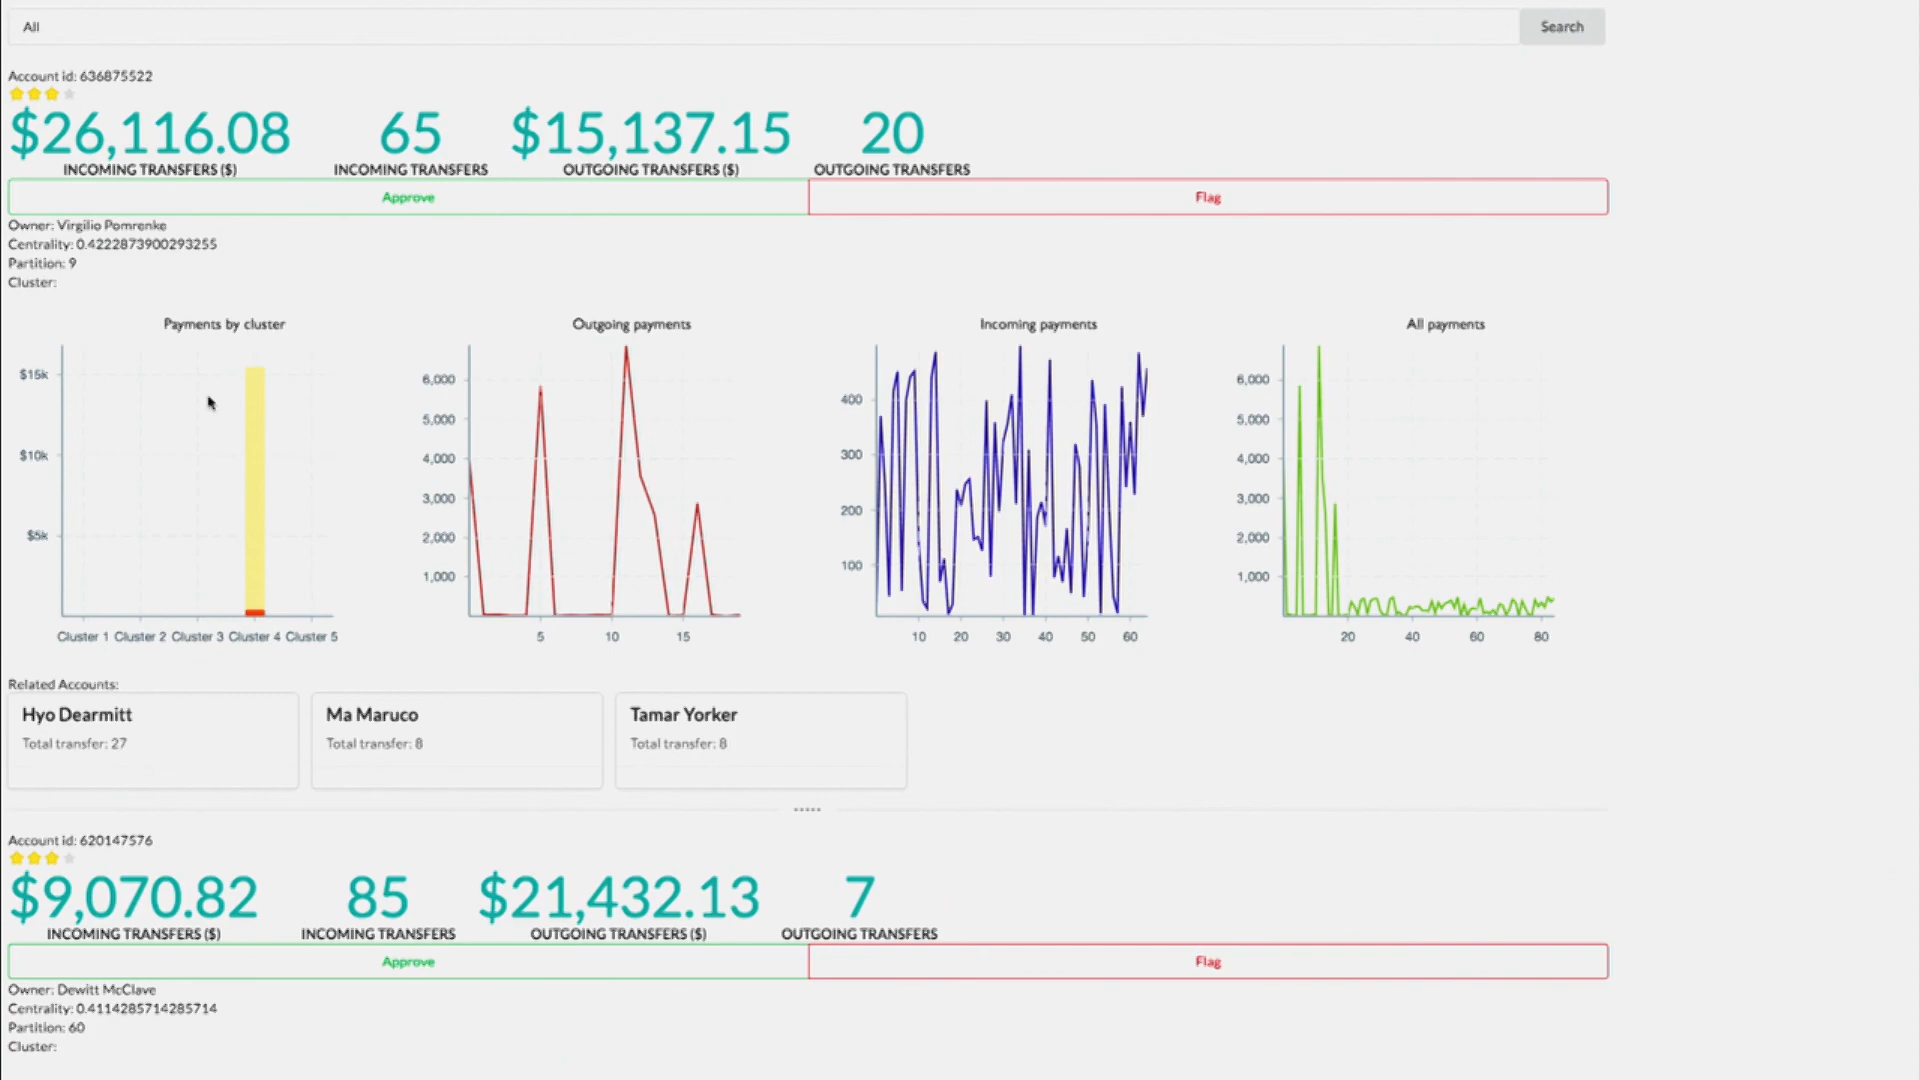 All
Search
Account id: 636875522
$26,116.08 65 $15,137.15 20
INCOMING TRANSFERS ($) INCOMING TRANSFERS OUTGOING TRANSFERS ($) OUTGOING TRANSFERS
Approve Flag
Owner: Virgilio Pomrenke
Centrality: 0.4222873900293255
Partition: 9
Cluster:
Payments by cluster
$15k
$10k
$5k
Cluster 1 Cluster 2 Cluster 3 Cluster 4 Cluster 5
Outgoing payments
6,000
5,000
4,000
3,000
2,000
1,000
5 10 15
Incoming payments
400
300
200
100
10 20 30 40 50 60
All payments
6,000
5,000
4,000
3,000
2,000
1,000
20 40 60 80
Related Accounts:
Hyo Dearmitt
Total transfer: 27
Ma Maruco
Total transfer: 8
Tamar Yorker
Total transfer: 8
Account id: 620147576
$9,070.82 85 $21,432.13 7
INCOMING TRANSFERS ($) INCOMING TRANSFERS OUTGOING TRANSFERS ($) OUTGOING TRANSFERS
Approve Flag
Owner: Dewitt McClave
Centrality: 0.4114285714285714
Partition: 60
Cluster: